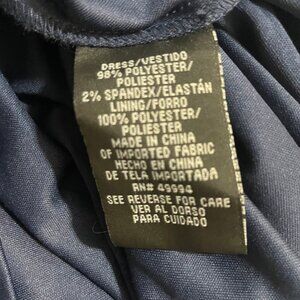 DRESS/VESTIDO
98% POLYESTER/
POLIESTER
2% SPANDEX/ELASTÁN
LINING/FORRO
100% POLYESTER/
POLIESTER
MADE IN CHINA
OF IMPORTED FABRIC
HECHO EN CHINA
DE TELA IMPORTADA
RN# 49994
SEE REVERSE FOR CARE
VER AL DORSO
PARA CUIDADO